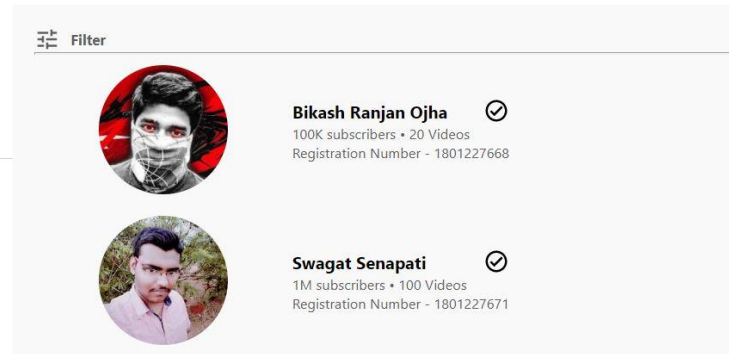 Filter
Bikash Ranjan Ojha
100K subscribers • 20 Videos
Registration Number - 1801227668
Swagat Senapati
1M subscribers • 100 Videos
Registration Number - 1801227671